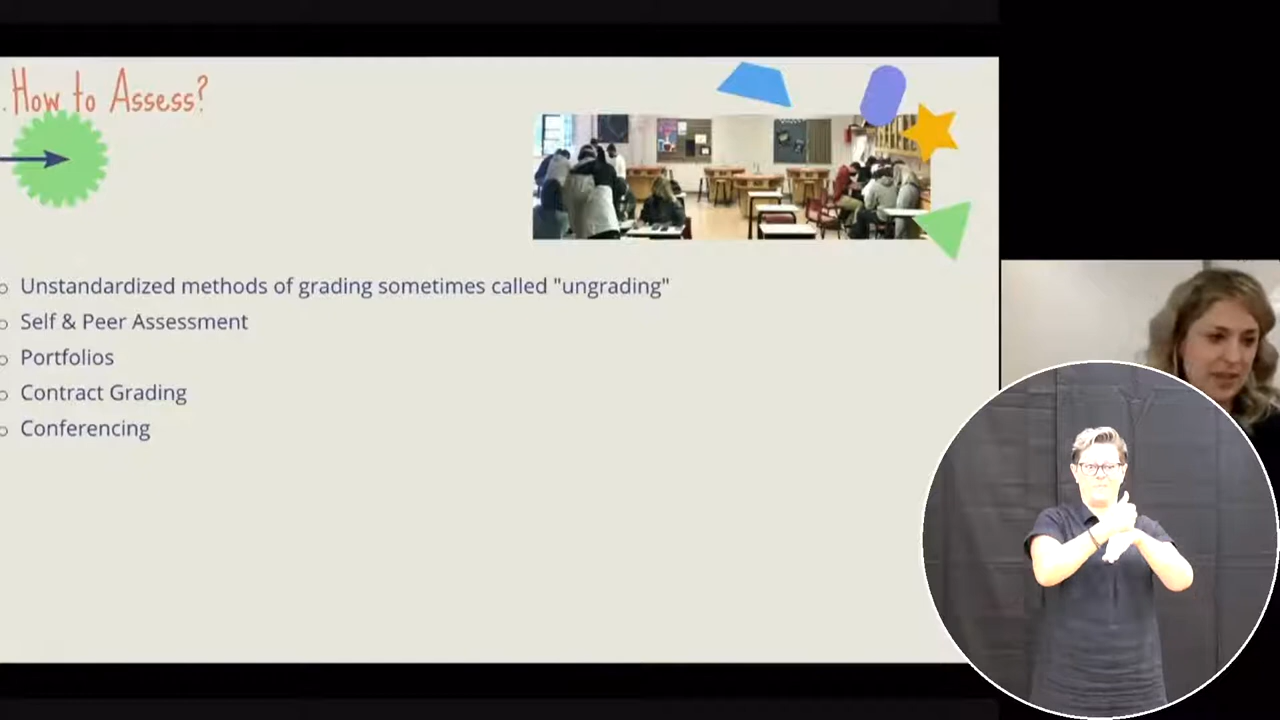 . How to Assess?
Unstandardized methods of grading sometimes called "ungrading"
Self & Peer Assessment
Portfolios
Contract Grading
Conferencing